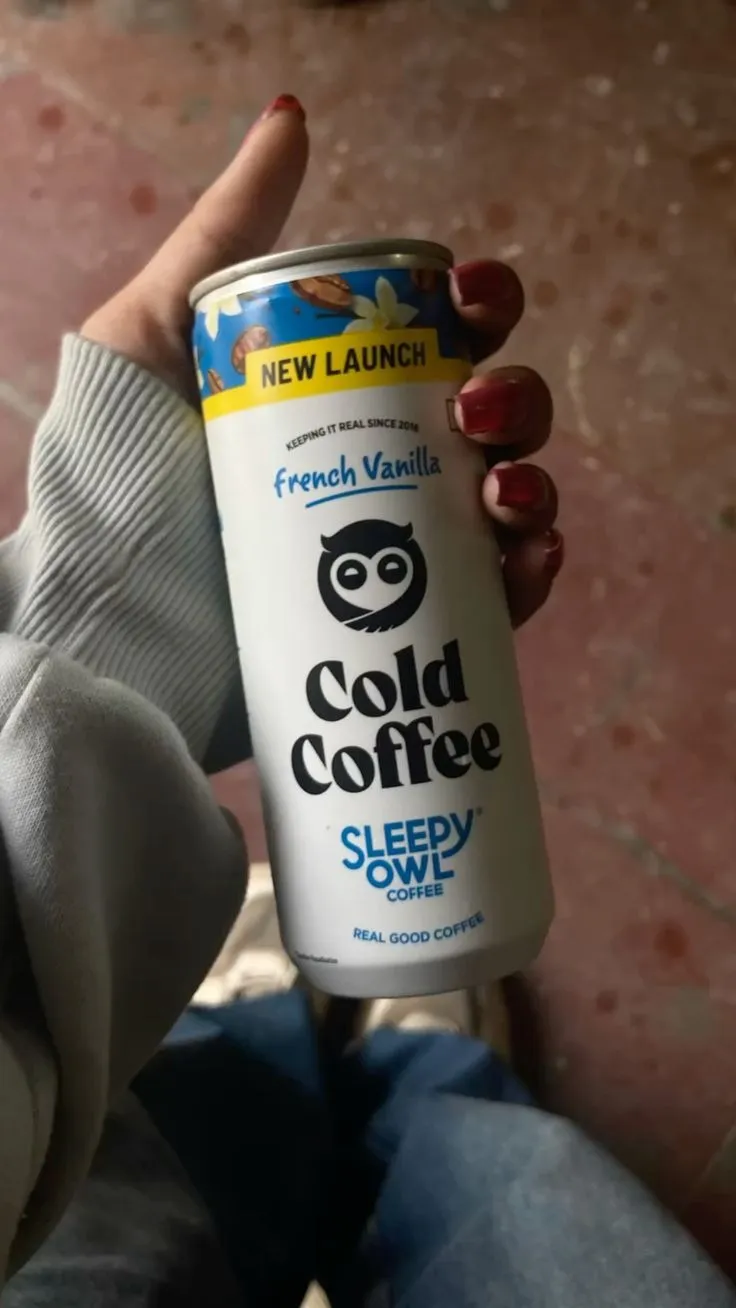 NEW LAUNCH
KEEPING IT REAL SINCE 2016
French Vanilla
Cold
Coffee
SLEEPY
OWL
COFFEE
REAL GOOD COFFEE